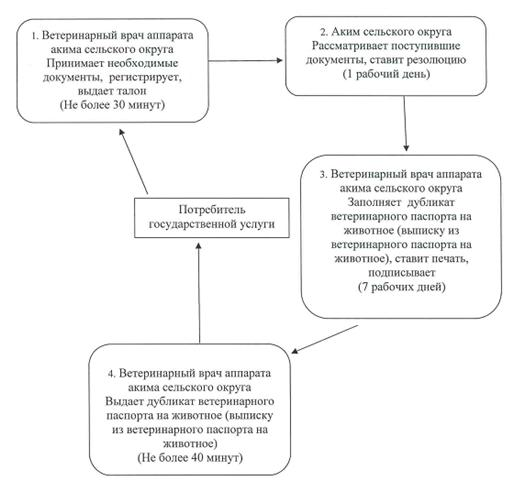 1. Ветеринарный врач аппарата
акима сельского округа
Принимает необходимые
документы, регистрирует,
выдает талон
(Не более 30 минут)
2. Аким сельского округа
Рассматривает поступившие
документы, ставит резолюцию
(1 рабочий день)
3. Ветеринарный врач аппарата
акима сельского округа
Заполняет дубликат
ветеринарного паспорта на
животное (выписку из
ветеринарного паспорта на
животное), ставит печать,
подписывает
(7 рабочих дней)
Потребитель
государственной услуги
4. Ветеринарный врач аппарата
акима сельского округа
Выдает дубликат ветеринарного
паспорта на животное (выписку
из ветеринарного паспорта на
животное)
(Не более 40 минут)